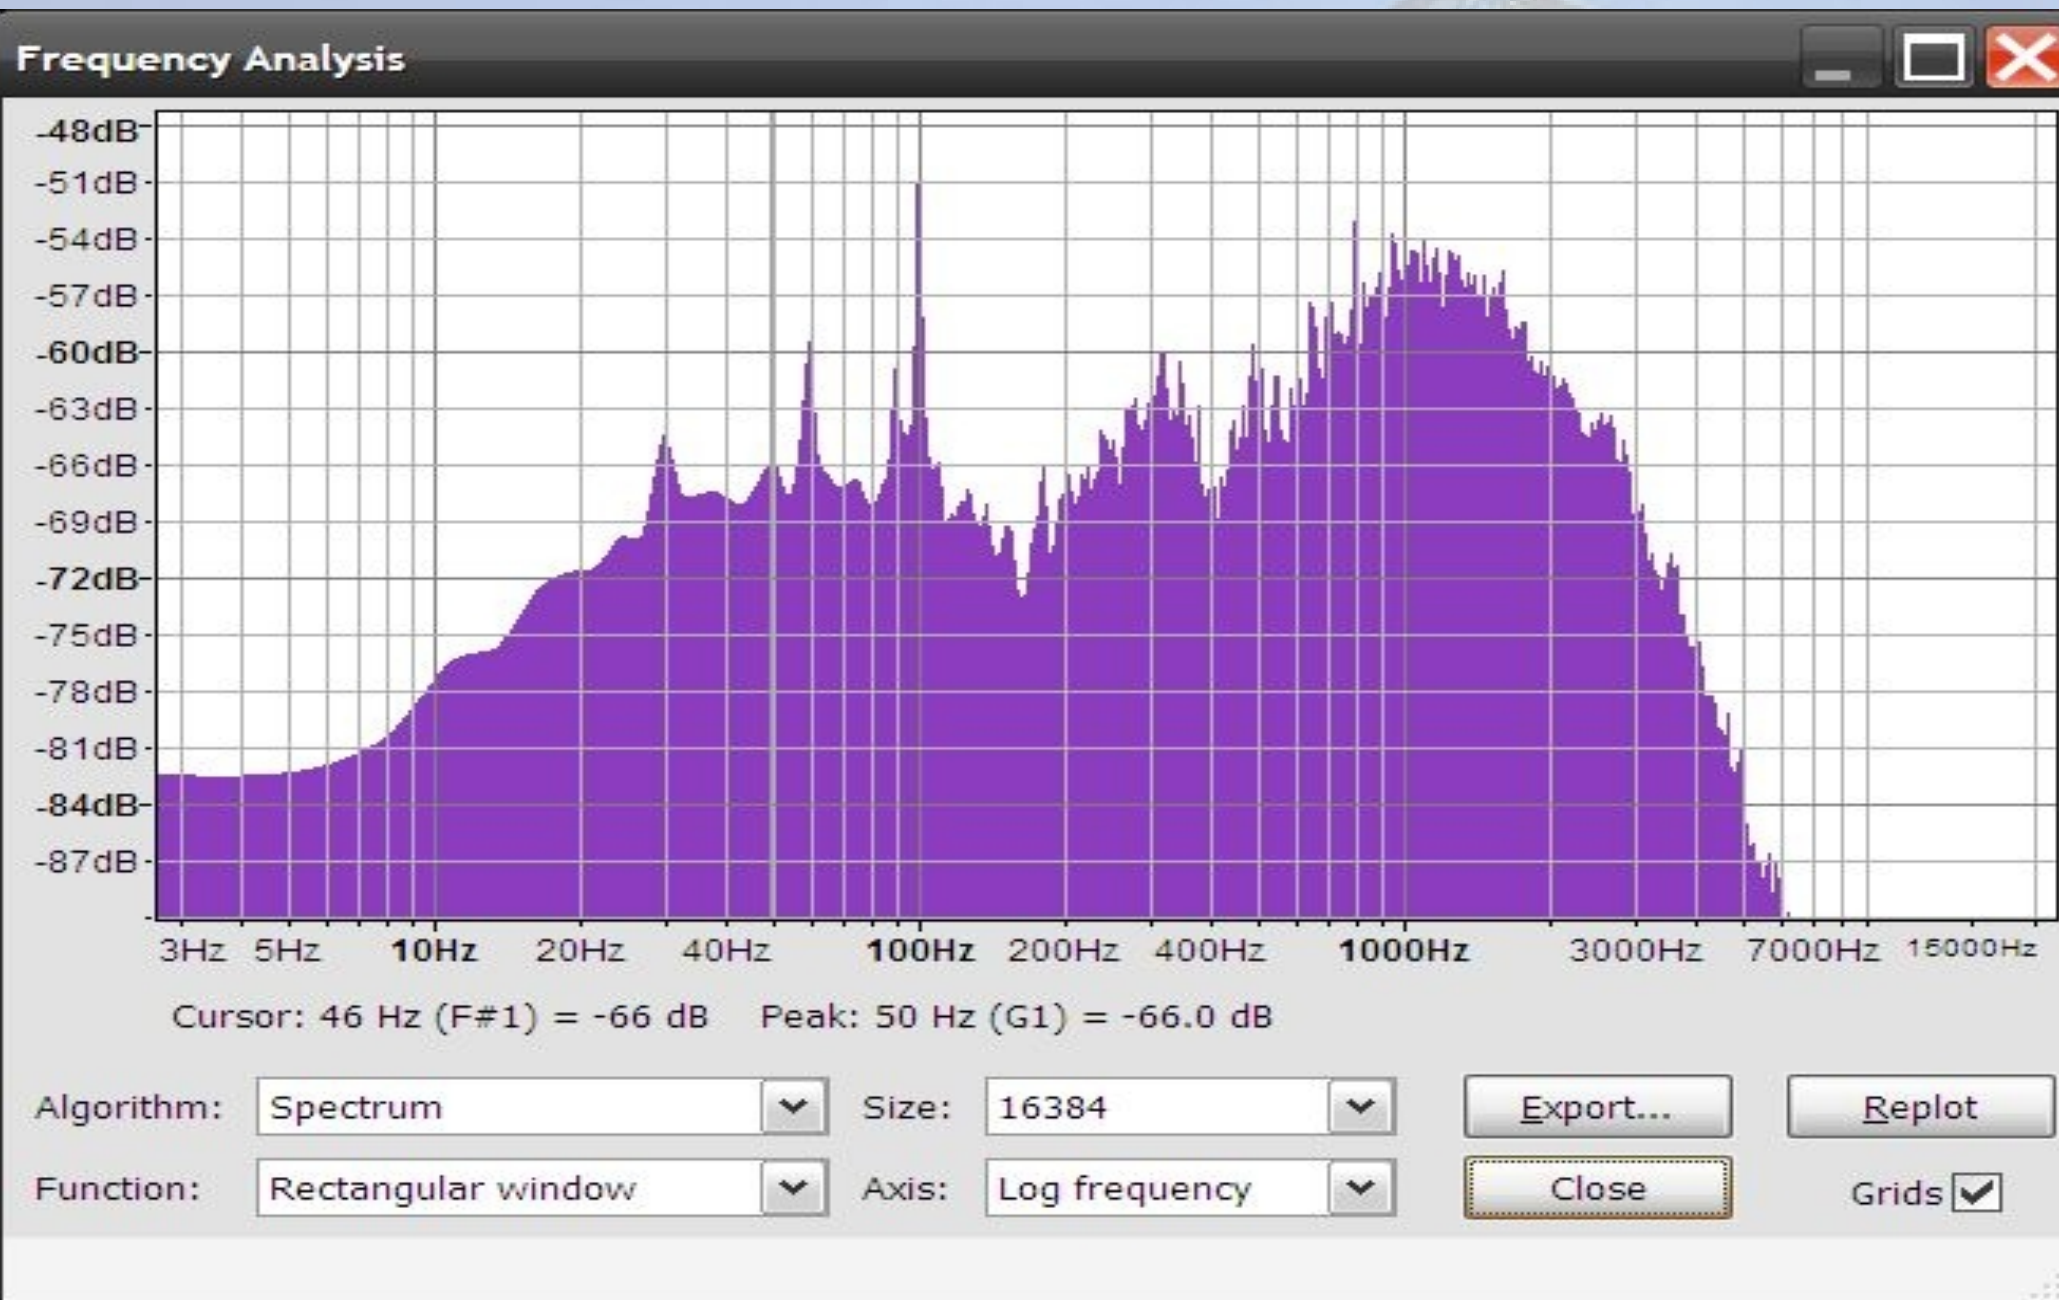 Frequency Analysis
-48dB
-51dB
-54dB
-57dB
-60dB
-63dB
-66dB
-69dB
-72dB
-75dB
-78dB
-81dB
-84dB
-87dB
3Hz 5Hz 10Hz 20Hz 40Hz 100Hz 200Hz 400Hz 1000Hz 3000Hz 7000Hz 15000Hz
Cursor: 46 Hz (F#1) = -66 dB Peak: 50 Hz (G1) = -66.0 dB
Algorithm: Spectrum Size: 16384 Export... Replot
Function: Rectangular window Axis: Log frequency Close Grids